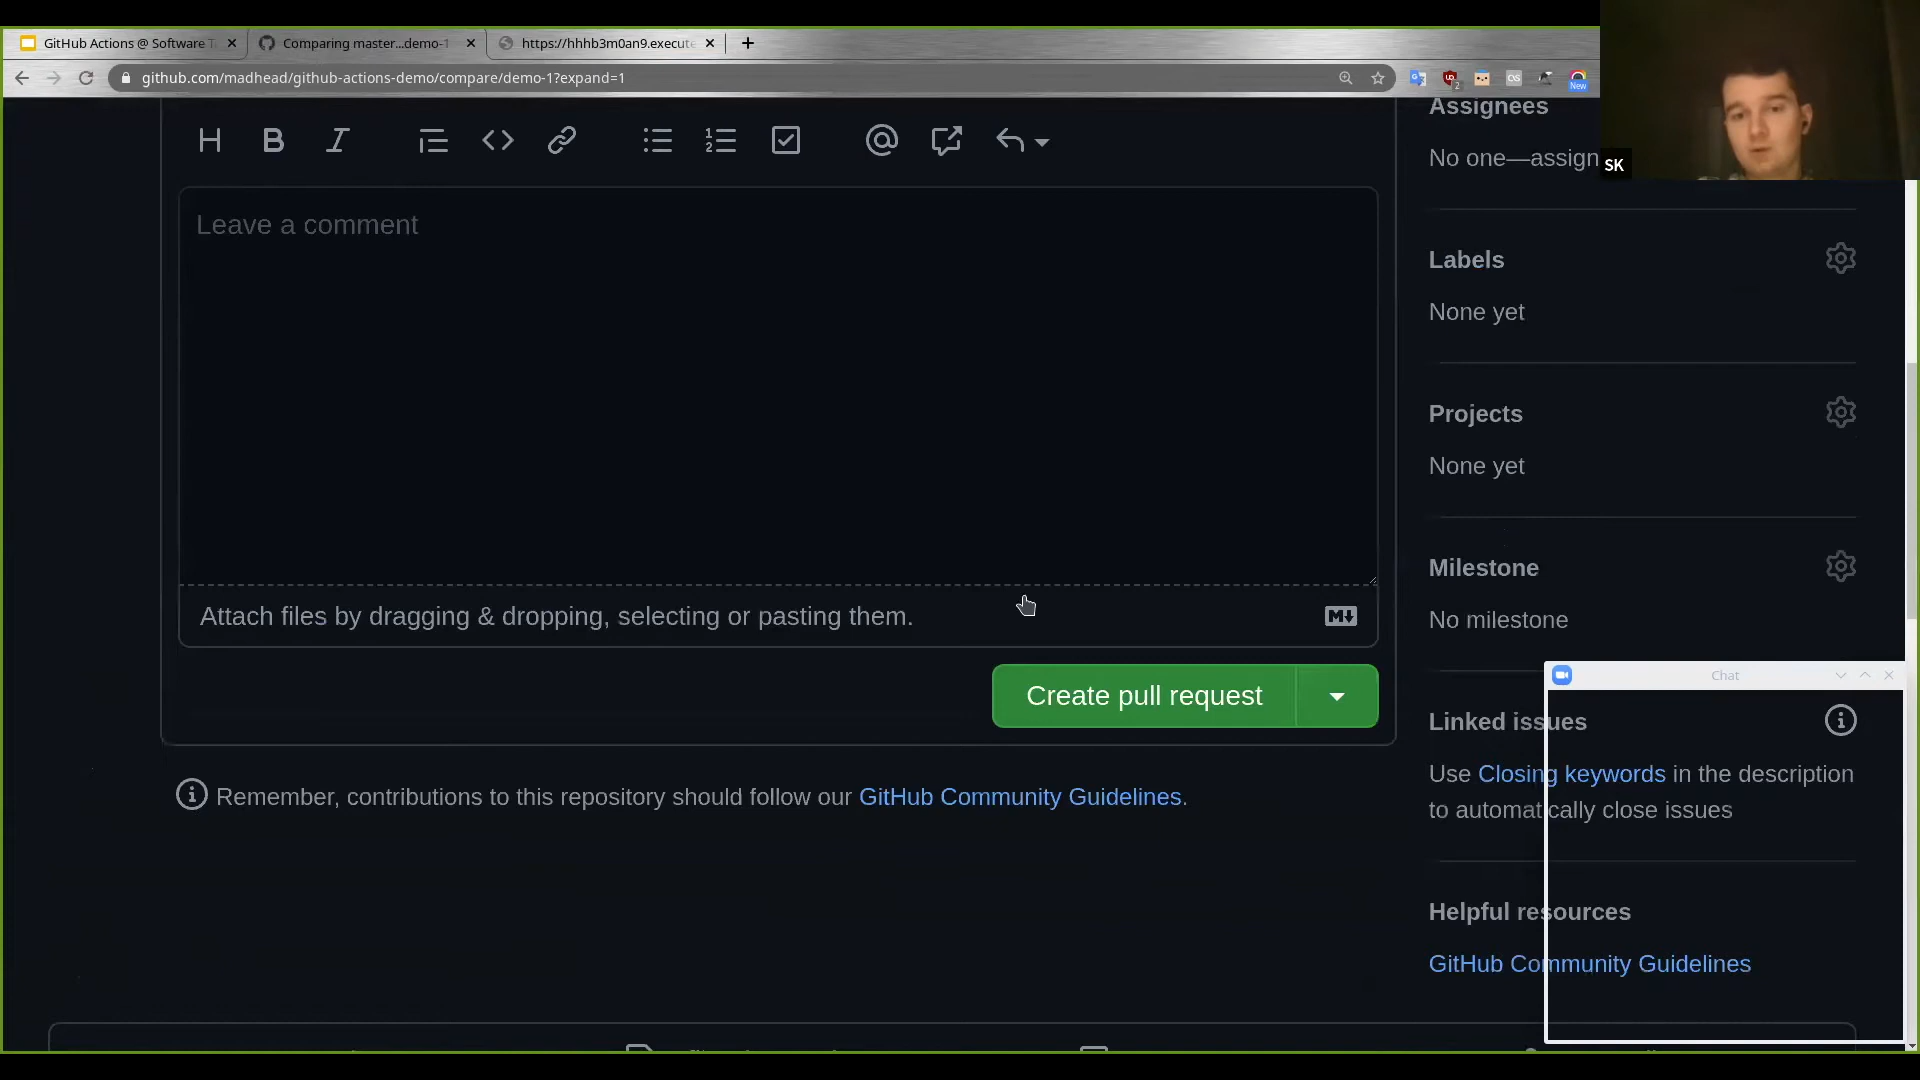 GitHub Actions @ Software T
Comparing master...demo-1
https://hhhb3m0an9.execute
github.com/madhead/github-actions-demo/compare/demo-1?expand=1
2
New
SK
Assignees
No one—assign
Leave a comment
Labels
None yet
Projects
None yet
Attach files by dragging & dropping, selecting or pasting them.
Milestone
No milestone
Create pull request
Chat
Linked issues
Use Closing keywords in the description
to automatically close issues
Remember, contributions to this repository should follow our GitHub Community Guidelines.
Helpful resources
GitHub Community Guidelines